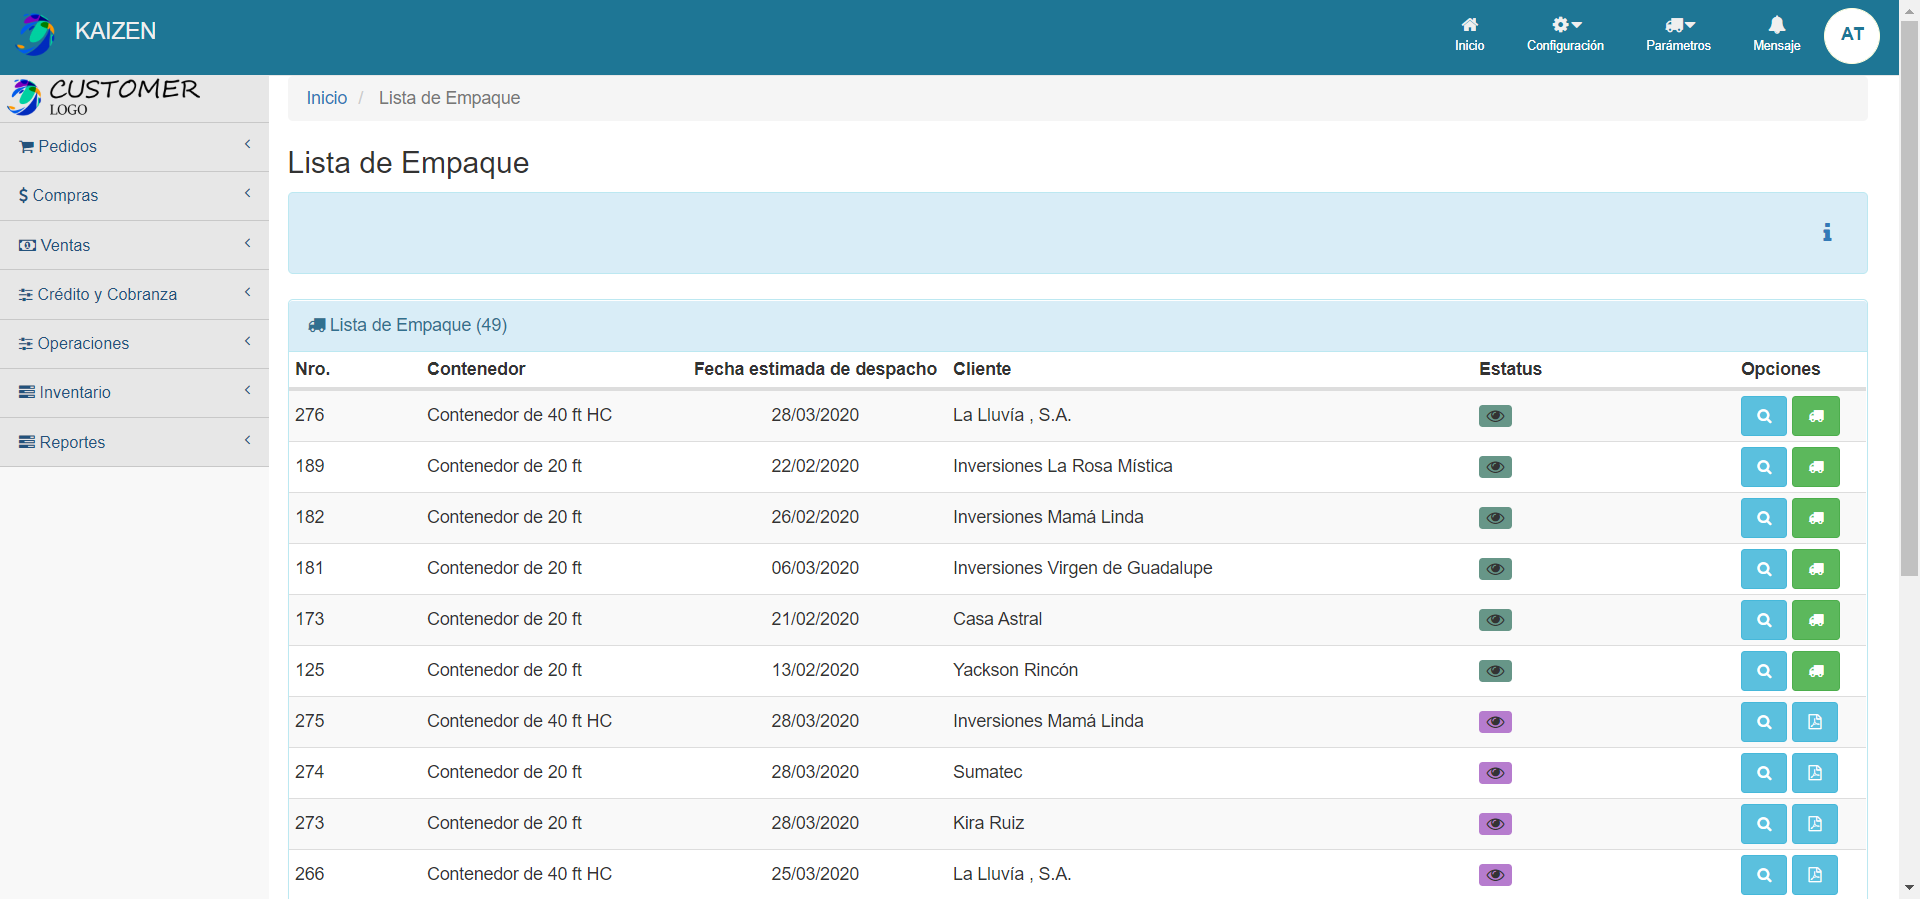 KAIZEN
Inicio
Configuración
Parámetros
Mensaje
AT
CUSTOMER
LOGO
Pedidos
Compras
Ventas
Crédito y Cobranza
Operaciones
Inventario
Reportes
Inicio / Lista de Empaque
Lista de Empaque
Lista de Empaque (49)
Nro. Contenedor Fecha estimada de despacho Cliente Estatus Opciones
276 Contenedor de 40 ft HC 28/03/2020 La Lluvía , S.A.
189 Contenedor de 20 ft 22/02/2020 Inversiones La Rosa Mística
182 Contenedor de 20 ft 26/02/2020 Inversiones Mamá Linda
181 Contenedor de 20 ft 06/03/2020 Inversiones Virgen de Guadalupe
173 Contenedor de 20 ft 21/02/2020 Casa Astral
125 Contenedor de 20 ft 13/02/2020 Yackson Rincón
275 Contenedor de 40 ft HC 28/03/2020 Inversiones Mamá Linda
274 Contenedor de 20 ft 28/03/2020 Sumatec
273 Contenedor de 20 ft 28/03/2020 Kira Ruiz
266 Contenedor de 40 ft HC 25/03/2020 La Lluvía , S.A.